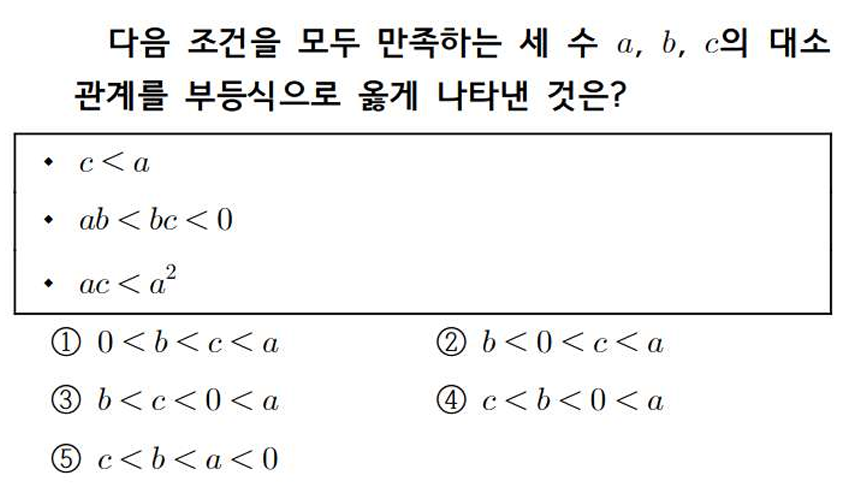 다음 조건을 모두 만족하는 세 수 a, b, c의 대소
관계를 부등식으로 옳게 나타낸 것은?
◆ c < a
◆ ab < bc < 0
◆ ac < a²
① 0 < b < c < a ② b < 0 < c < a
③ b < c < 0 < a ④ c < b < 0 < a
⑤ c < b < a < 0